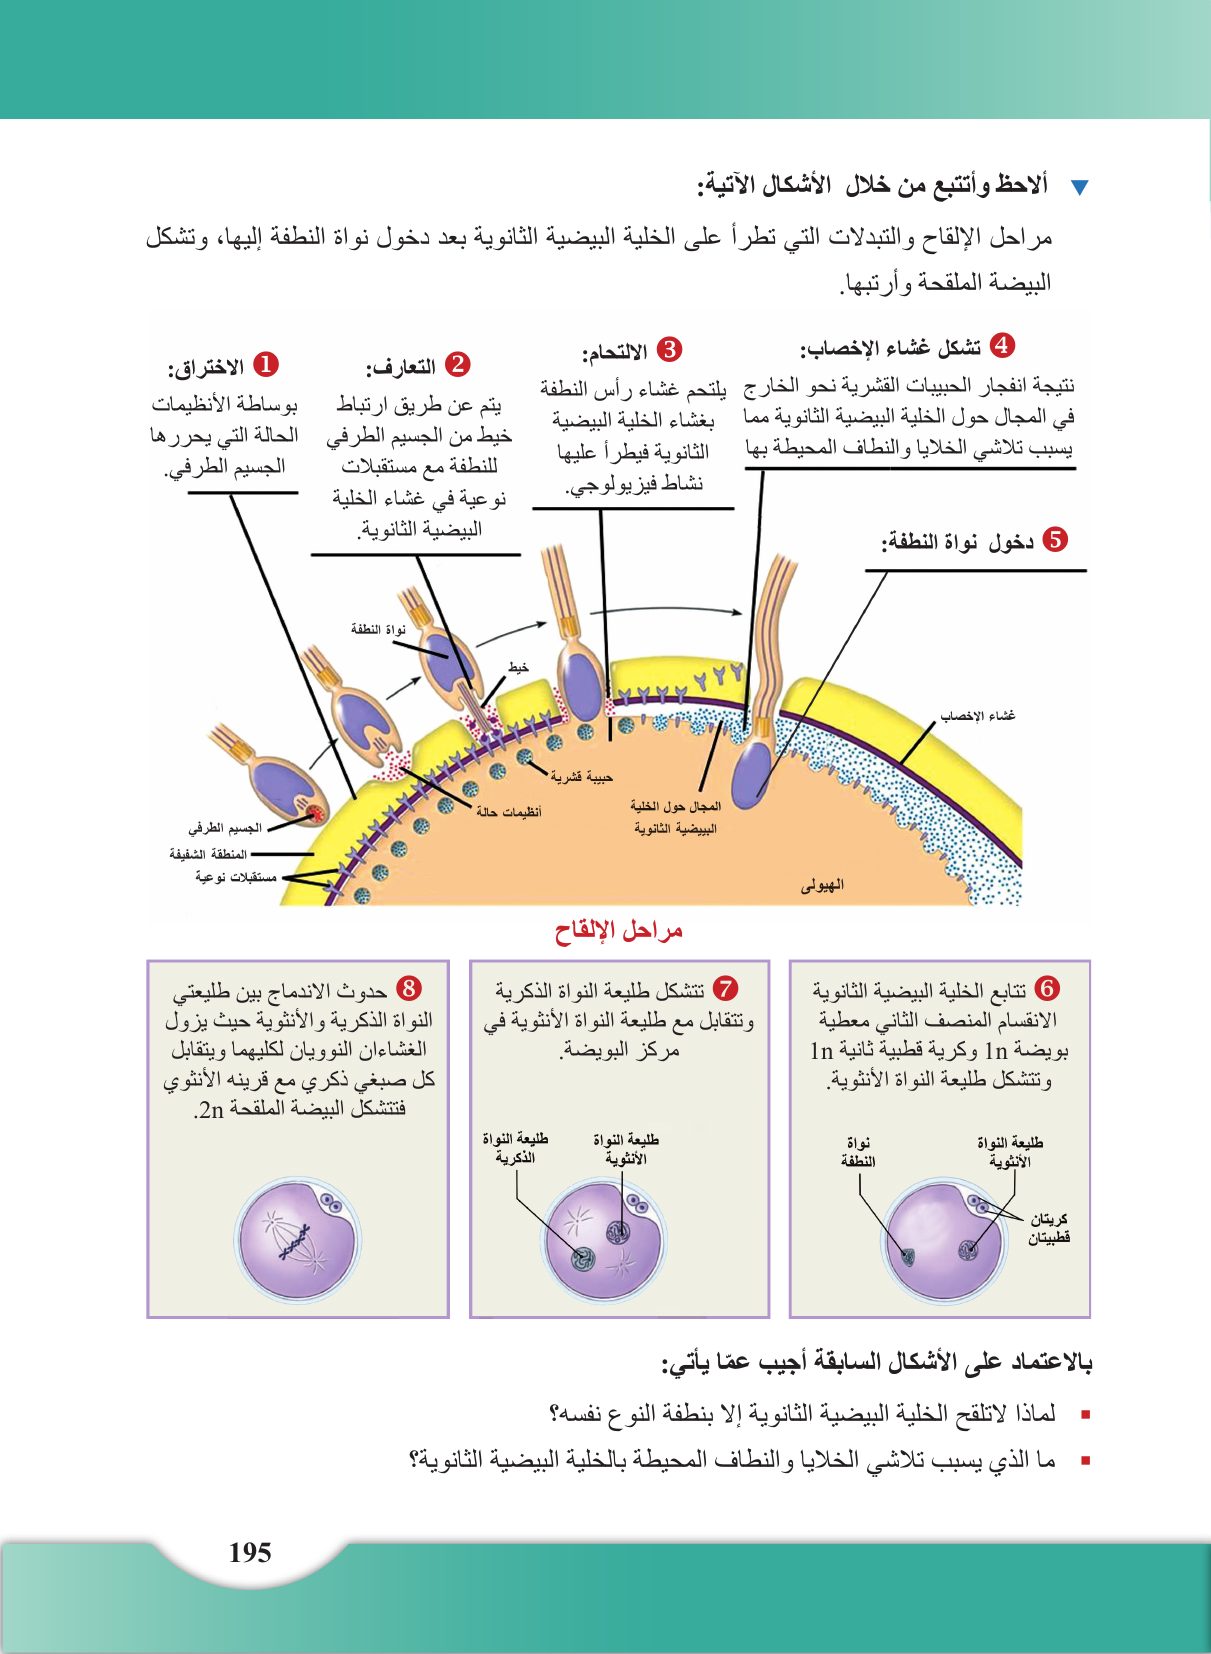 ألاحظ وأتتبع من خلال الأشكال الآتية:
مراحل الإلقاح والتبدلات التي تطرأ على الخلية البيضية الثانوية بعد دخول نواة النطفة إليها، وتشكل
البيضة الملقحة وأرتبها.
1 الاختراق:
بوساطة الأنظيمات
الحالة التي يحررها
الجسيم الطرفي.
2 التعارف:
يتم عن طريق ارتباط
خيط من الجسيم الطرفي
للنطفة مع مستقبلات
نوعية في غشاء الخلية
البيضية الثانوية.
3 الالتحام:
يلتحم غشاء رأس النطفة
بغشاء الخلية البيضية
الثانوية فيطرأ عليها
نشاط فيزيولوجي.
4 تشكل غشاء الإخصاب:
نتيجة انفجار الحبيبات القشرية نحو الخارج
في المجال حول الخلية البيضية الثانوية مما
يسبب تلاشي الخلايا والنطاف المحيطة بها
5 دخول نواة النطفة:
نواة النطفة
خيط
غشاء الإخصاب
حبيبة قشرية
أنظيمات حالة
المجال حول الخلية
البييضية الثانوية
الجسيم الطرفي
المنطقة الشفيفة
مستقبلات نوعية
الهيولى
مراحل الإلقاح
6 تتابع الخلية البيضية الثانوية
الانقسام المنصف الثاني معطية
بويضة 1n وكرية قطبية ثانية 1n
وتتشكل طليعة النواة الأنثوية.
طليعة النواة
الأنثوية
نواة
النطفة
كريتان
قطبيتان
7 تتشكل طليعة النواة الذكرية
وتتقابل مع طليعة النواة الأنثوية في
مركز البويضة.
طليعة النواة
الأنثوية
طليعة النواة
الذكرية
8 حدوث الاندماج بين طليعتي
النواة الذكرية والأنثوية حيث يزول
الغشاءان النوويان لكليهما ويتقابل
كل صبغي ذكري مع قرينه الأنثوي
فتتشكل البيضة الملقحة 2n.
بالاعتماد على الأشكال السابقة أجيب عمّا يأتي:
▪ لماذا لاتلقح الخلية البيضية الثانوية إلا بنطفة النوع نفسه؟
▪ ما الذي يسبب تلاشي الخلايا والنطاف المحيطة بالخلية البيضية الثانوية؟
195